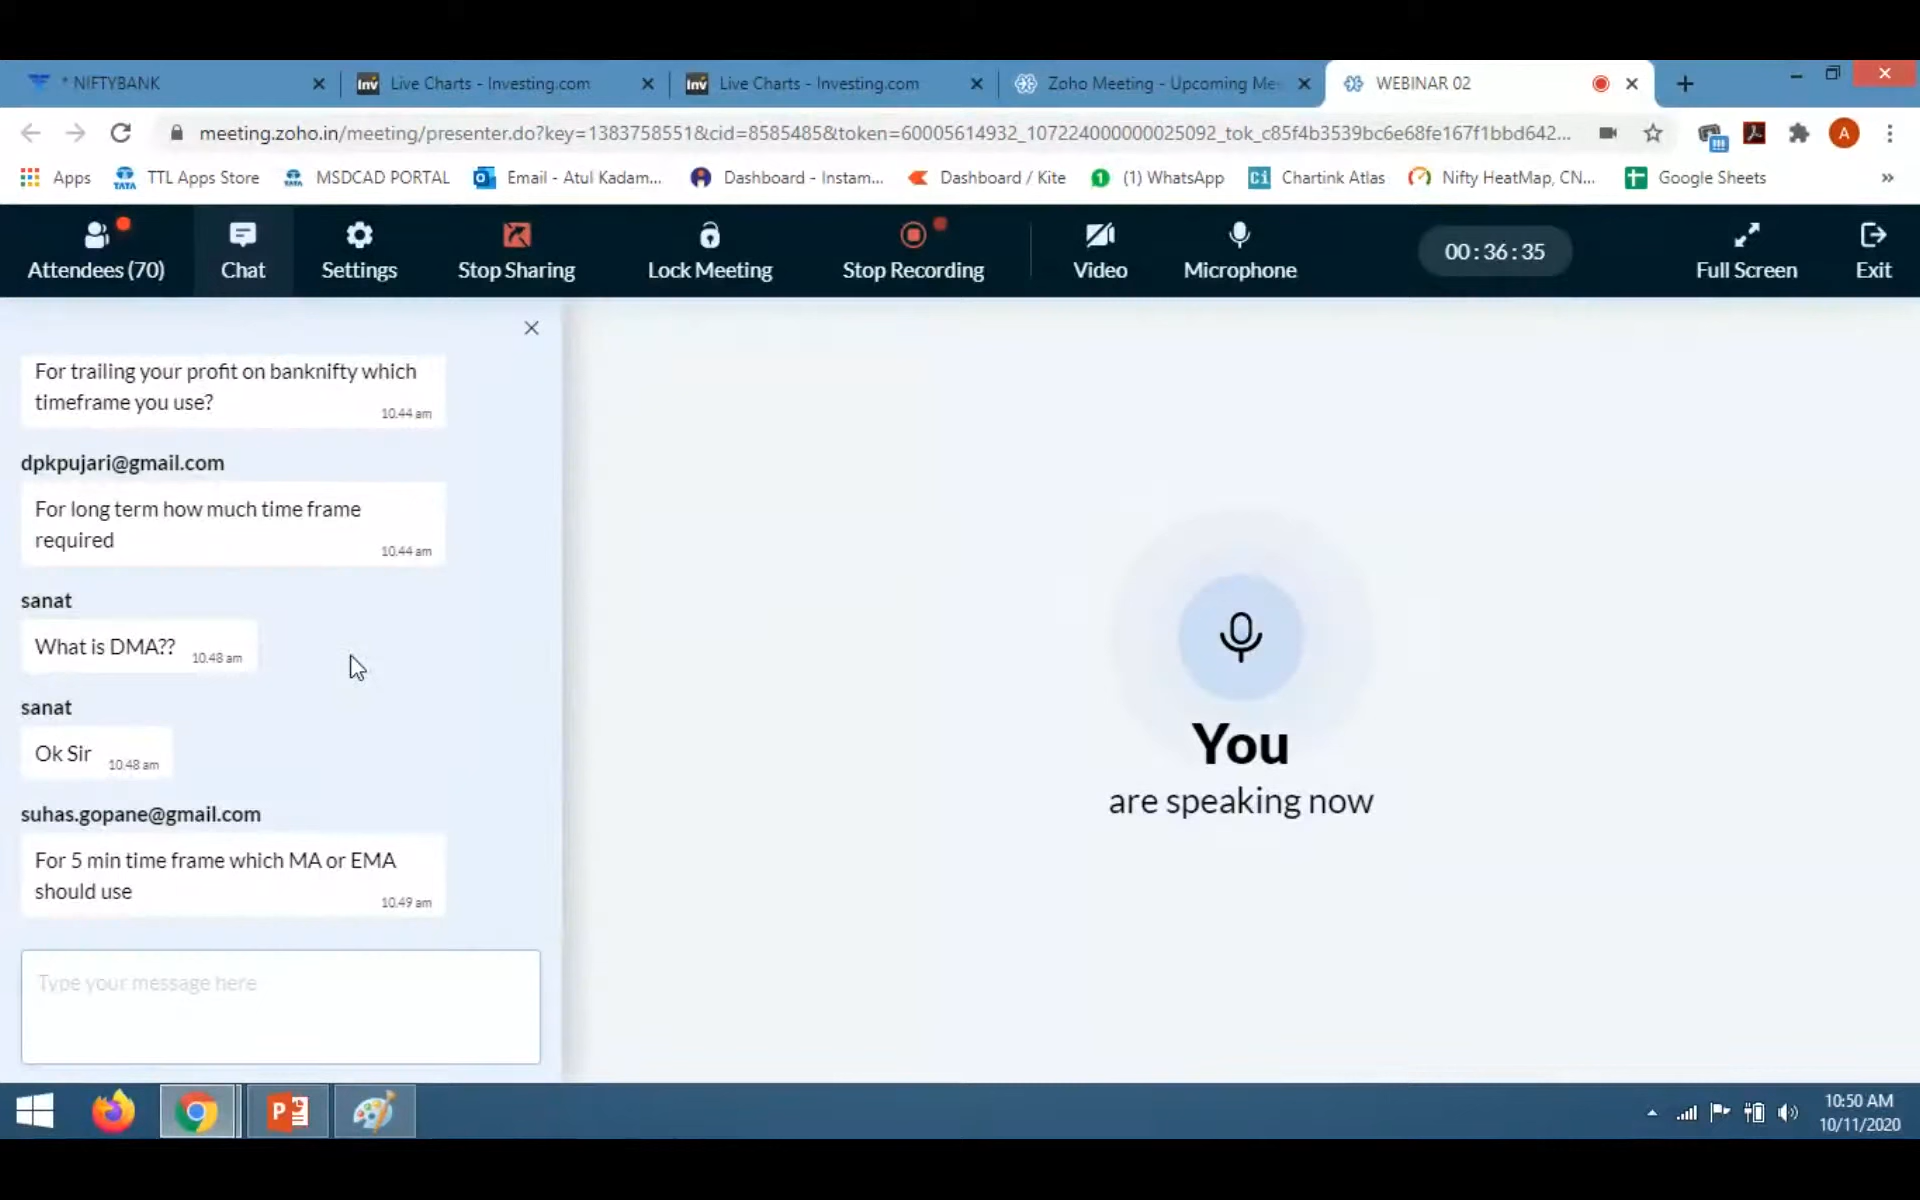 * NIFTYBANK
Live Charts - Investing.com
Live Charts - Investing.com
Zoho Meeting - Upcoming Me
WEBINAR 02
meeting.zoho.in/meeting/presenter.do?key=1383758551&cid=8585485&token=60005614932_107224000000025092_tok_c85f4b3539bc6e68fe167f1bbd642...
A
Apps
TATA TTL Apps Store
TATA MSDCAD PORTAL
Email - Atul Kadam...
Dashboard - Instam...
Dashboard / Kite
(1) WhatsApp
Chartink Atlas
Nifty HeatMap, CN...
Google Sheets
»
Attendees (70)
Chat
Settings
Stop Sharing
Lock Meeting
Stop Recording
Video
Microphone
00 : 36 : 35
Full Screen
Exit
For trailing your profit on banknifty which
timeframe you use?
10.44 am
dpkpujari@gmail.com
For long term how much time frame
required
10.44 am
sanat
What is DMA?? 10.48 am
sanat
Ok Sir 10.48 am
suhas.gopane@gmail.com
For 5 min time frame which MA or EMA
should use
10.49 am
Type your message here
You
are speaking now
10:50 AM
10/11/2020